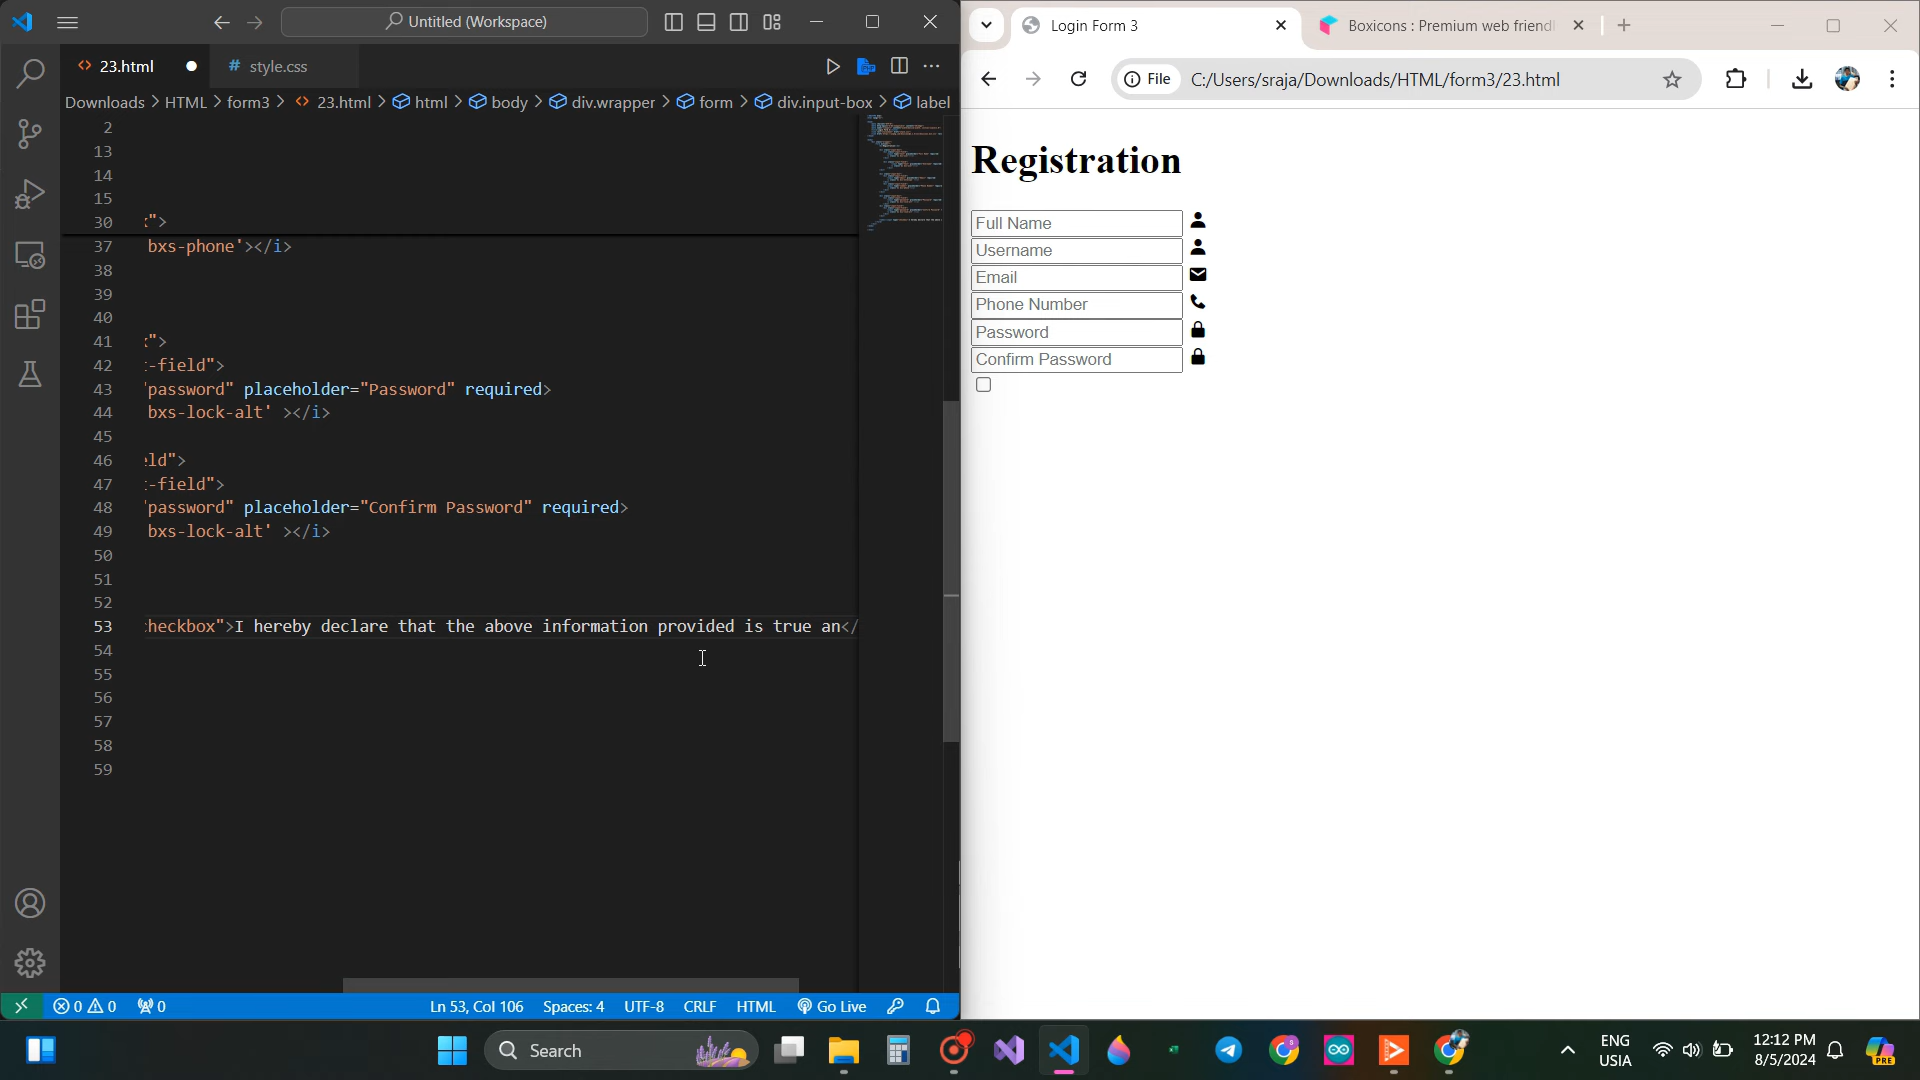 Untitled (Workspace)
23.html
# style.css
Downloads > HTML > form3 > 23.html > html > body > div.wrapper > form > div.input-box > label
2
13
14
15
30 ">
37 bxs-phone'></i>
38
39
40
41 ">
42 -field">
43 "password" placeholder="Password" required>
44 bxs-lock-alt' ></i>
45
46 eld">
47 -field">
48 "password" placeholder="Confirm Password" required>
49 bxs-lock-alt' ></i>
50
51
52
53 checkbox">I hereby declare that the above information provided is true an</
54
55
56
57
58
59
0 0 0 Ln 53, Col 106 Spaces: 4 UTF-8 CRLF HTML Go Live
Login Form 3
Boxicons : Premium web friendl
File C:/Users/sraja/Downloads/HTML/form3/23.html
Registration
Full Name
Username
Email
Phone Number
Password
Confirm Password
Search
ENG
USIA
12:12 PM
8/5/2024
PRE